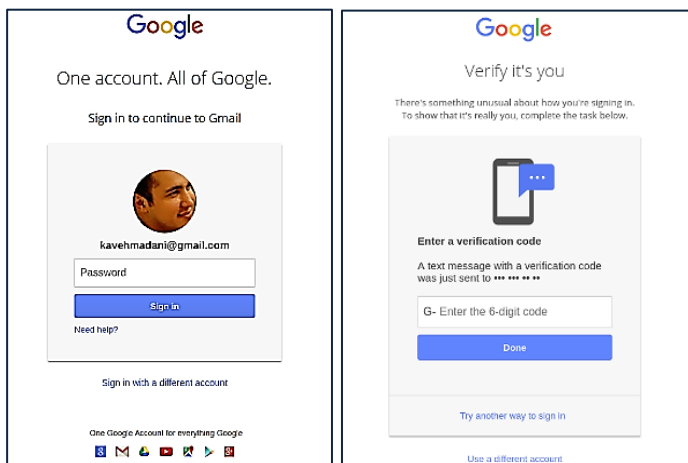 Google
One account. All of Google.
Sign in to continue to Gmail
kavehmadani@gmail.com
Password
Sign in
Need help?
Sign in with a different account
One Google Account for everything Google
Google
Verify it's you
There's something unusual about how you're signing in.
To show that it's really you, complete the task below.
Enter a verification code
A text message with a verification code
was just sent to ••• ••• •• ••
G- Enter the 6-digit code
Done
Try another way to sign in
Use a different account